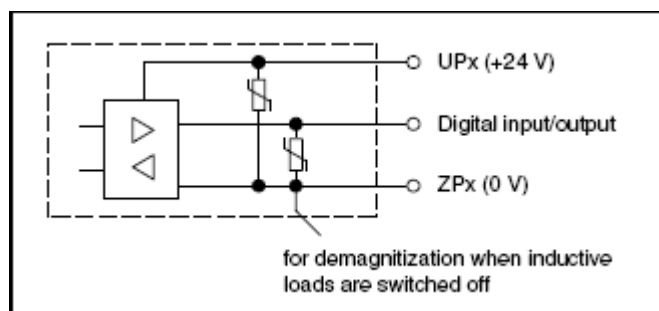 UPx (+24 V)
Digital input/output
ZPx (0 V)
for demagnitization when inductive
loads are switched off